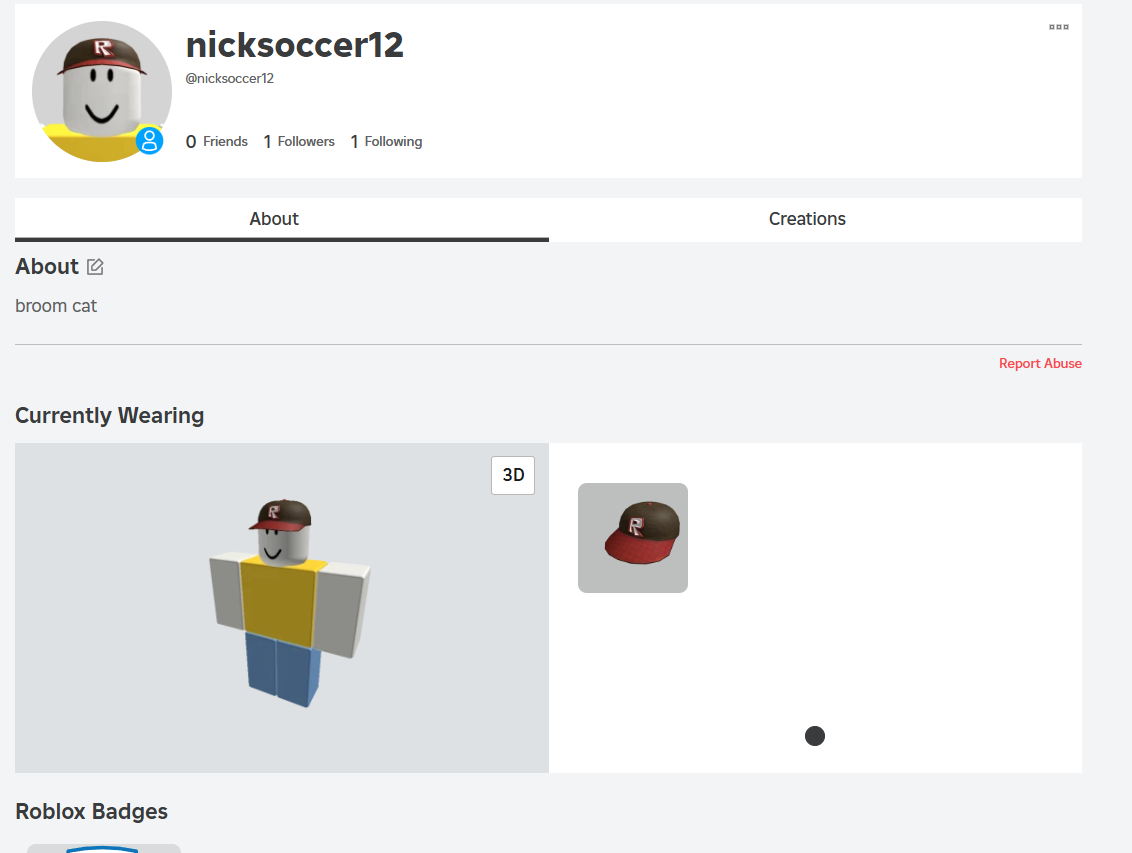 nicksoccer12
@nicksoccer12
0 Friends 1 Followers 1 Following
About Creations
About
broom cat
Report Abuse
Currently Wearing
3D
R
R
R
Roblox Badges